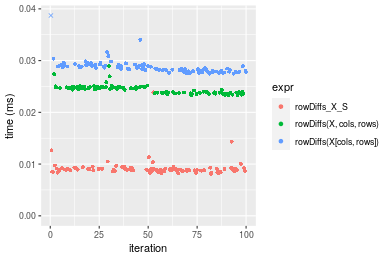 0.04
0.03
0.02
0.01
0.00
time (ms)
0 25 50 75 100
iteration
expr
rowDiffs_X_S
rowDiffs(X, cols, rows)
rowDiffs(X[cols, rows])